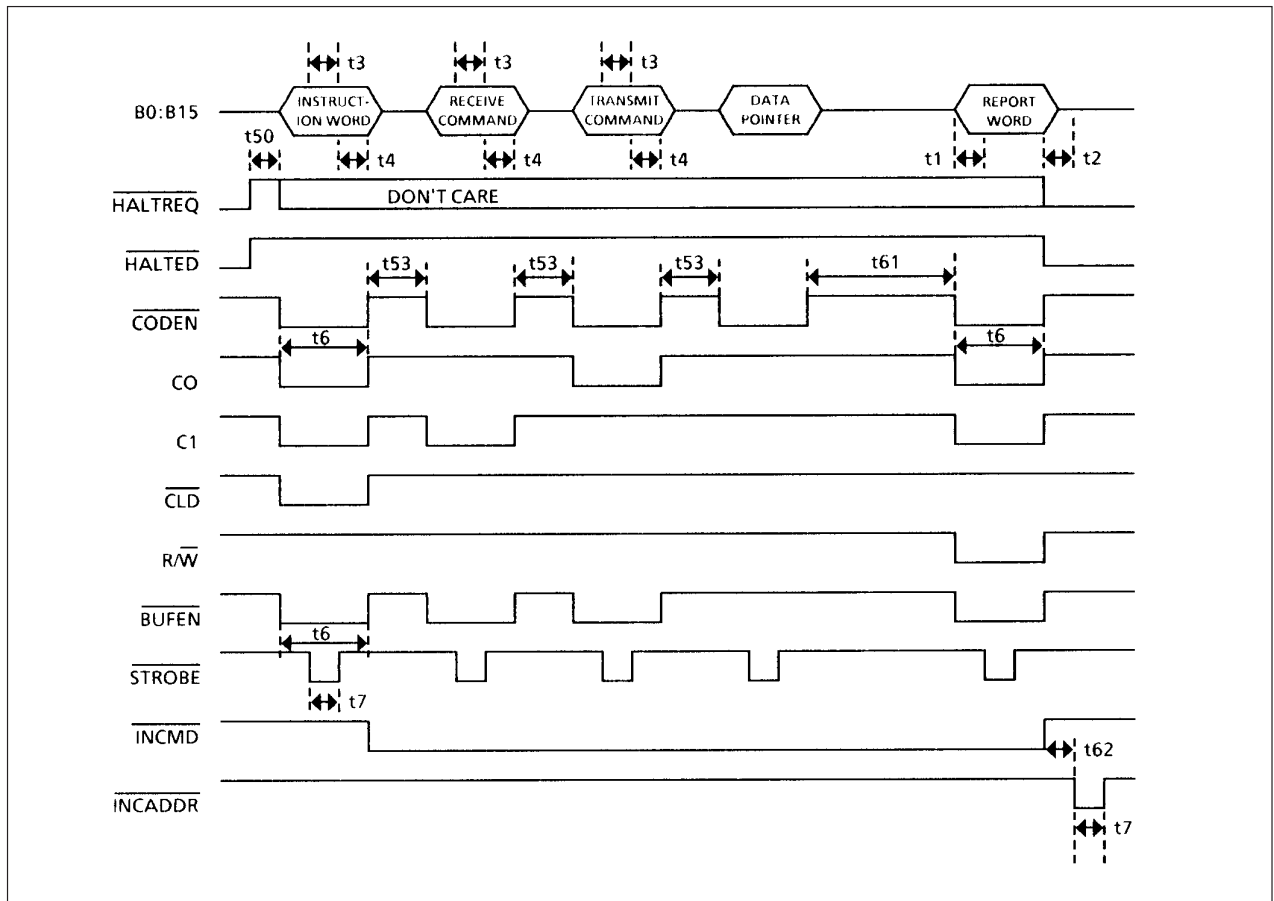 t3 t3 t3
B0:B15 INSTRUCT-
ION WORD RECEIVE
COMMAND TRANSMIT
COMMAND DATA
POINTER REPORT
WORD
t50 t4 t4 t4 t1 t2
HALTREQ DON'T CARE
HALTED
t53 t53 t53 t61
CODEN
t6 t6
CO
C1
CLD
R/W
BUFEN
t6
STROBE
t7
INCMD
t62
INCADDR
t7